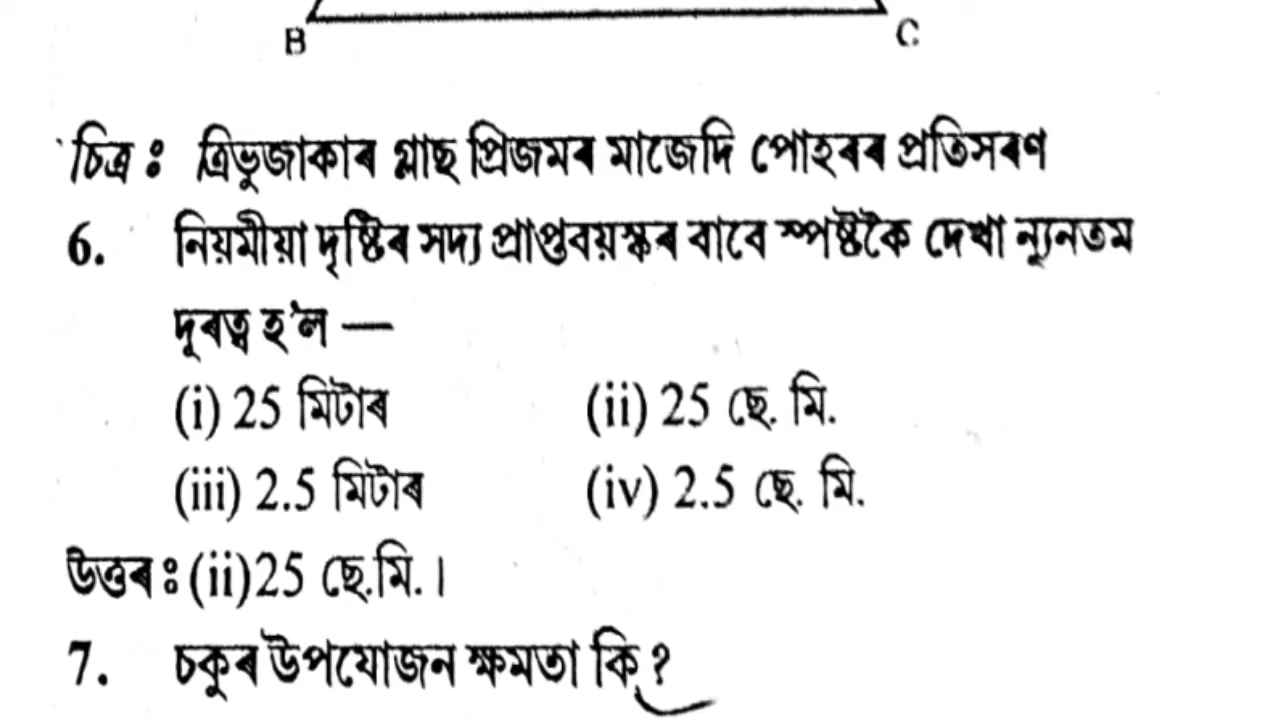 B C
চিত্ৰ : ত্ৰিভুজাকাৰ গ্লাছ প্ৰিজমৰ মাজেদি পোহৰৰ প্ৰতিসৰণ
6. নিয়মীয়া দৃষ্টিৰ সদ্য প্ৰাপ্তবয়স্কৰ বাবে স্পষ্টকৈ দেখা ন্যূনতম
দূৰত্ব হ'ল —
(i) 25 মিটাৰ (ii) 25 ছে. মি.
(iii) 2.5 মিটাৰ (iv) 2.5 ছে. মি.
উত্তৰ : (ii) 25 ছে.মি. ।
7. চকুৰ উপযোজন ক্ষমতা কি ?